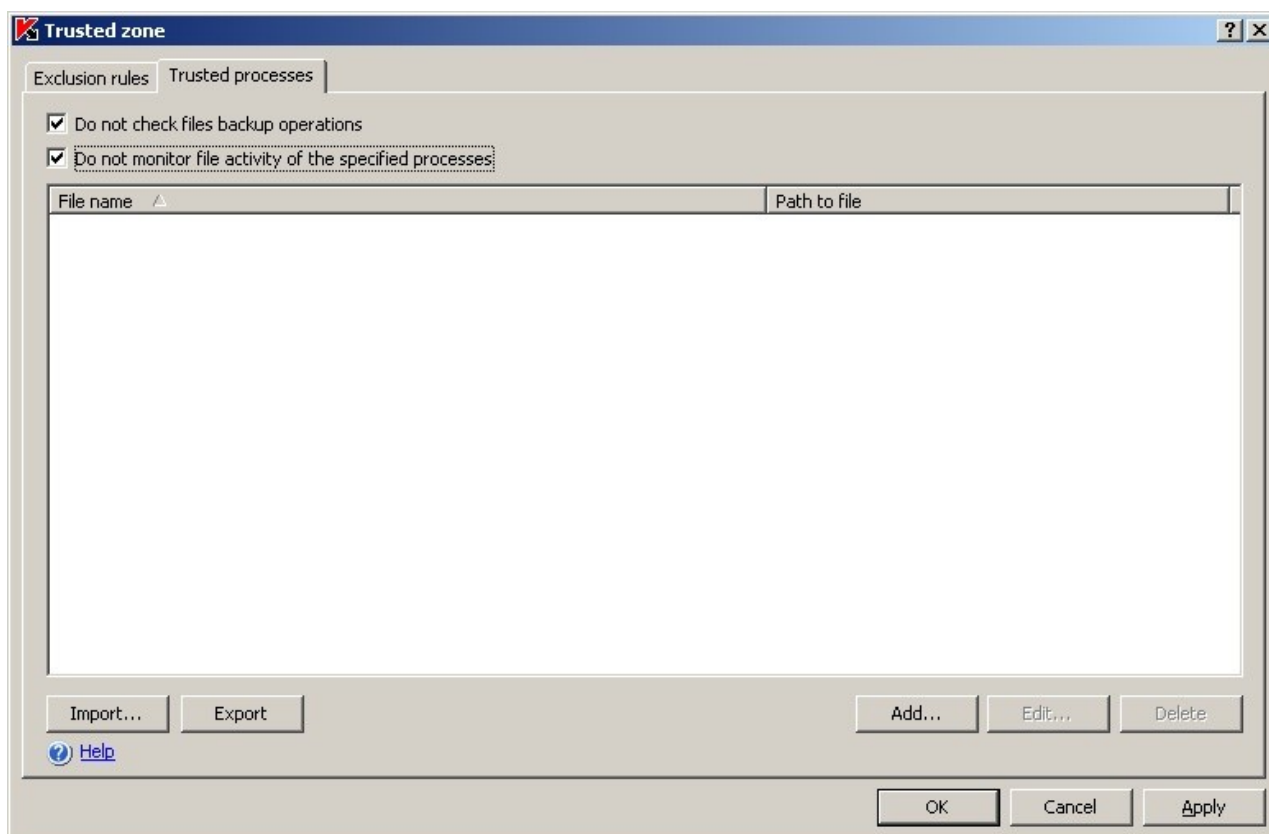 Trusted zone
Exclusion rules Trusted processes
Do not check files backup operations
Do not monitor file activity of the specified processes
File name Path to file
Import... Export Add... Edit... Delete
Help
OK Cancel Apply